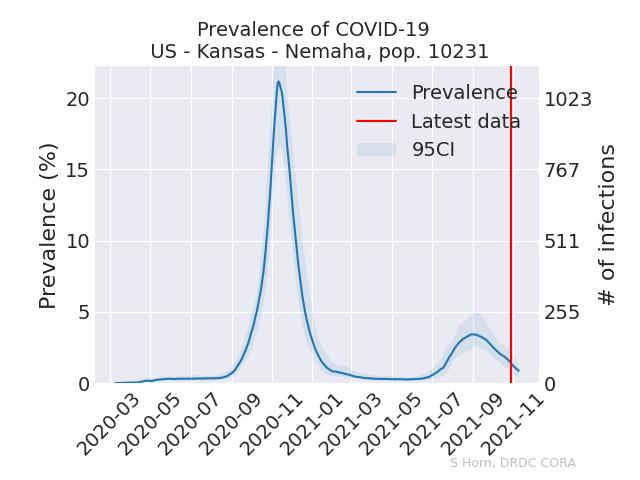 Prevalence of COVID-19
US - Kansas - Nemaha, pop. 10231
Prevalence
Latest data
95CI
Prevalence (%)
20
15
10
5
0
# of infections
1023
767
511
255
0
2020-03
2020-05
2020-07
2020-09
2020-11
2021-01
2021-03
2021-05
2021-07
2021-09
2021-11
S Horn, DRDC CORA